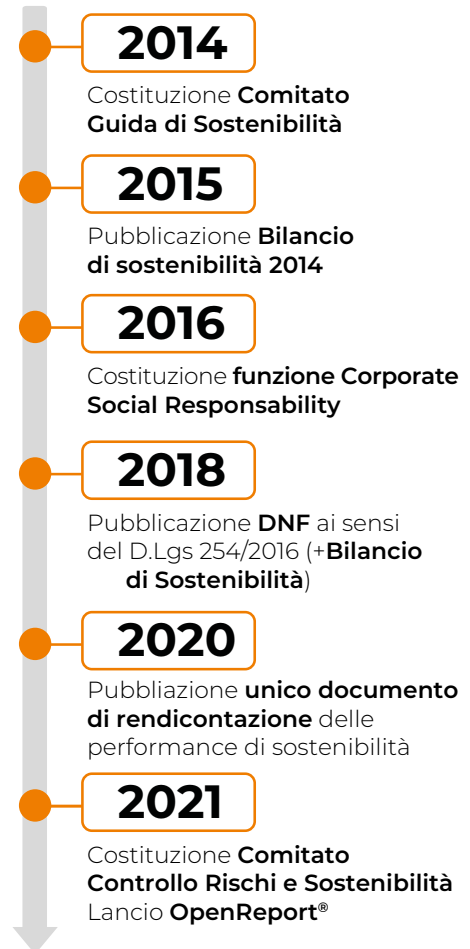 2014
Costituzione Comitato
Guida di Sostenibilità
2015
Pubblicazione Bilancio
di sostenibilità 2014
2016
Costituzione funzione Corporate
Social Responsability
2018
Pubblicazione DNF ai sensi
del D.Lgs 254/2016 (+Bilancio
di Sostenibilità)
2020
Pubbliazione unico documento
di rendicontazione delle
performance di sostenibilità
2021
Costituzione Comitato
Controllo Rischi e Sostenibilità
Lancio OpenReport®